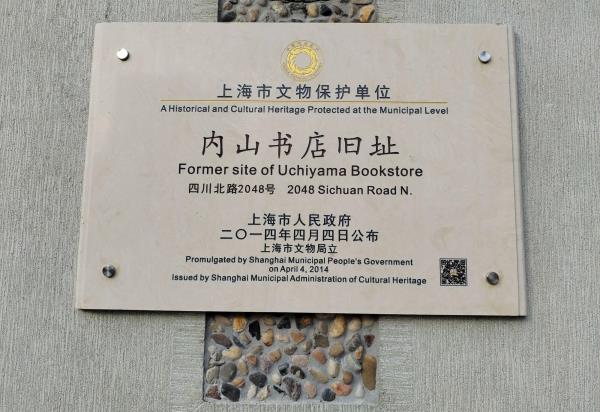 上海市文物保护单位
A Historical and Cultural Heritage Protected at the Municipal Level
内山书店旧址
Former site of Uchiyama Bookstore
四川北路2048号 2048 Sichuan Road N.
上海市人民政府
二〇一四年四月四日公布
上海市文物局立
Promulgated by Shanghai Municipal People's Government
on April 4, 2014
Issued by Shanghai Municipal Administration of Cultural Heritage